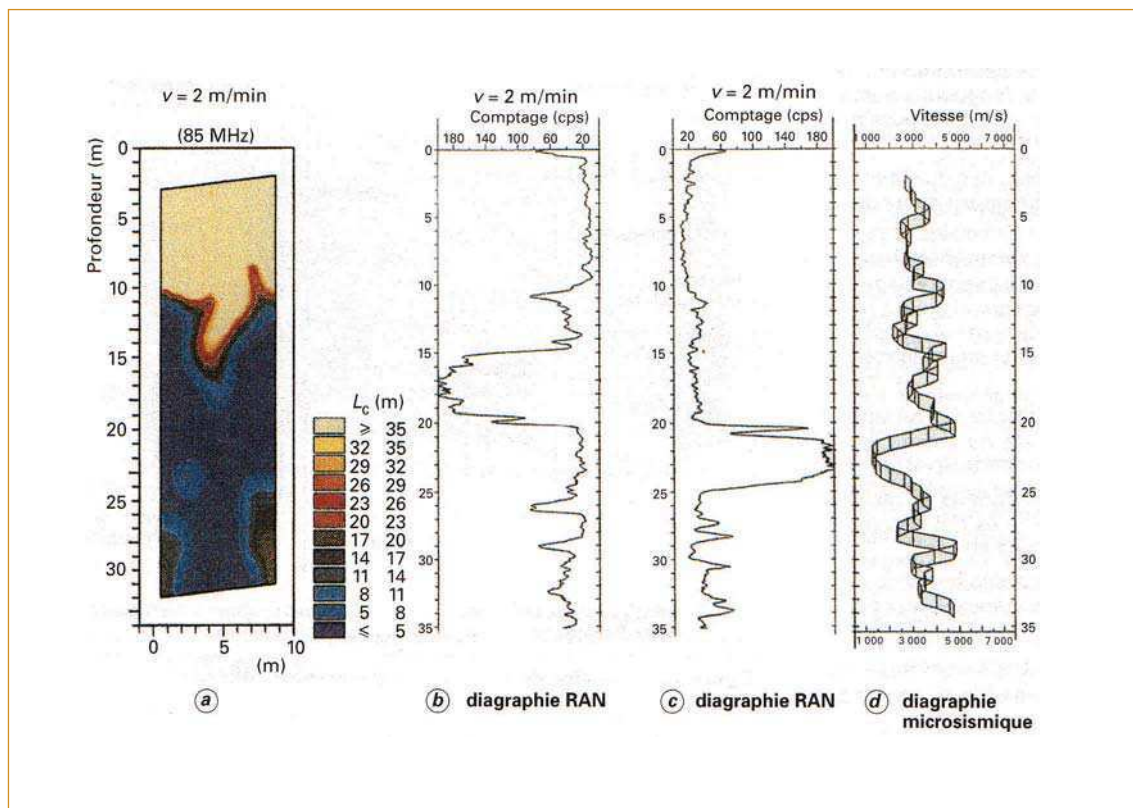 v = 2 m/min
(85 MHz)
0
5
10
15
20
25
30
Profondeur (m)
0 5 10
(m)
Lc (m)
⩾ 35
32 35
29 32
26 29
23 26
20 23
17 20
14 17
11 14
8 11
5 8
⩽ 5
a
v = 2 m/min
Comptage (cps)
180 140 100 60 20
0
5
10
15
20
25
30
35
b diagraphie RAN
v = 2 m/min
Comptage (cps)
20 60 100 180
0
5
10
15
20
25
30
35
c diagraphie RAN
Vitesse (m/s)
1 000 3 000 5 000 7 000
0
5
10
15
20
25
30
35
1 000 3 000 5 000 7 000
d diagraphie
microsismique